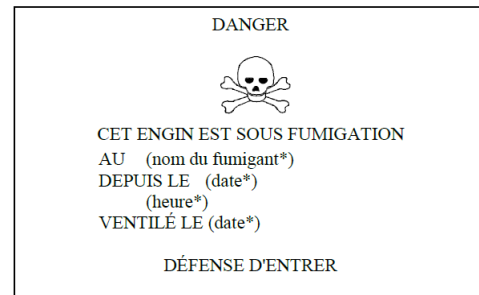 DANGER
CET ENGIN EST SOUS FUMIGATION
AU (nom du fumigant*)
DEPUIS LE (date*)
(heure*)
VENTILÉ LE (date*)
DÉFENSE D'ENTRER